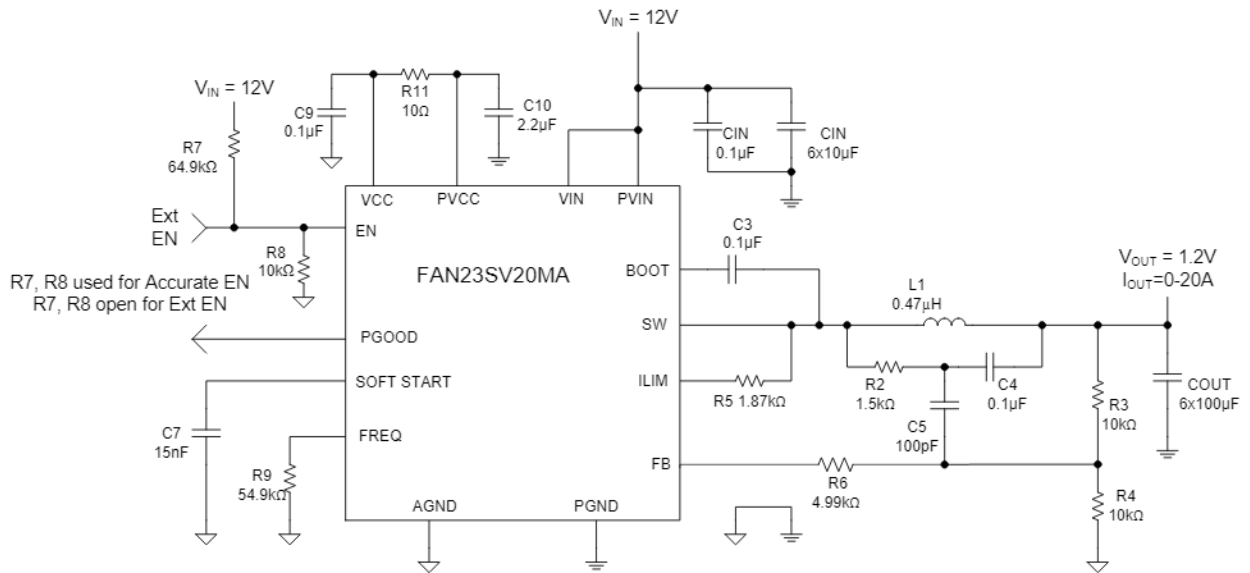 V_IN = 12V
V_IN = 12V
R11
10Ω
C9
0.1µF
C10
2.2µF
R7
64.9kΩ
CIN
0.1µF
CIN
6x10µF
VCC
PVCC
VIN
PVIN
Ext
EN
EN
R8
10kΩ
C3
0.1µF
FAN23SV20MA
BOOT
R7, R8 used for Accurate EN
R7, R8 open for Ext EN
V_OUT = 1.2V
I_OUT=0-20A
L1
0.47µH
SW
PGOOD
SOFT START
ILIM
R5 1.87kΩ
R2
1.5kΩ
C4
0.1µF
COUT
6x100µF
R3
10kΩ
C7
15nF
FREQ
C5
100pF
FB
R9
54.9kΩ
R6
4.99kΩ
R4
10kΩ
AGND
PGND